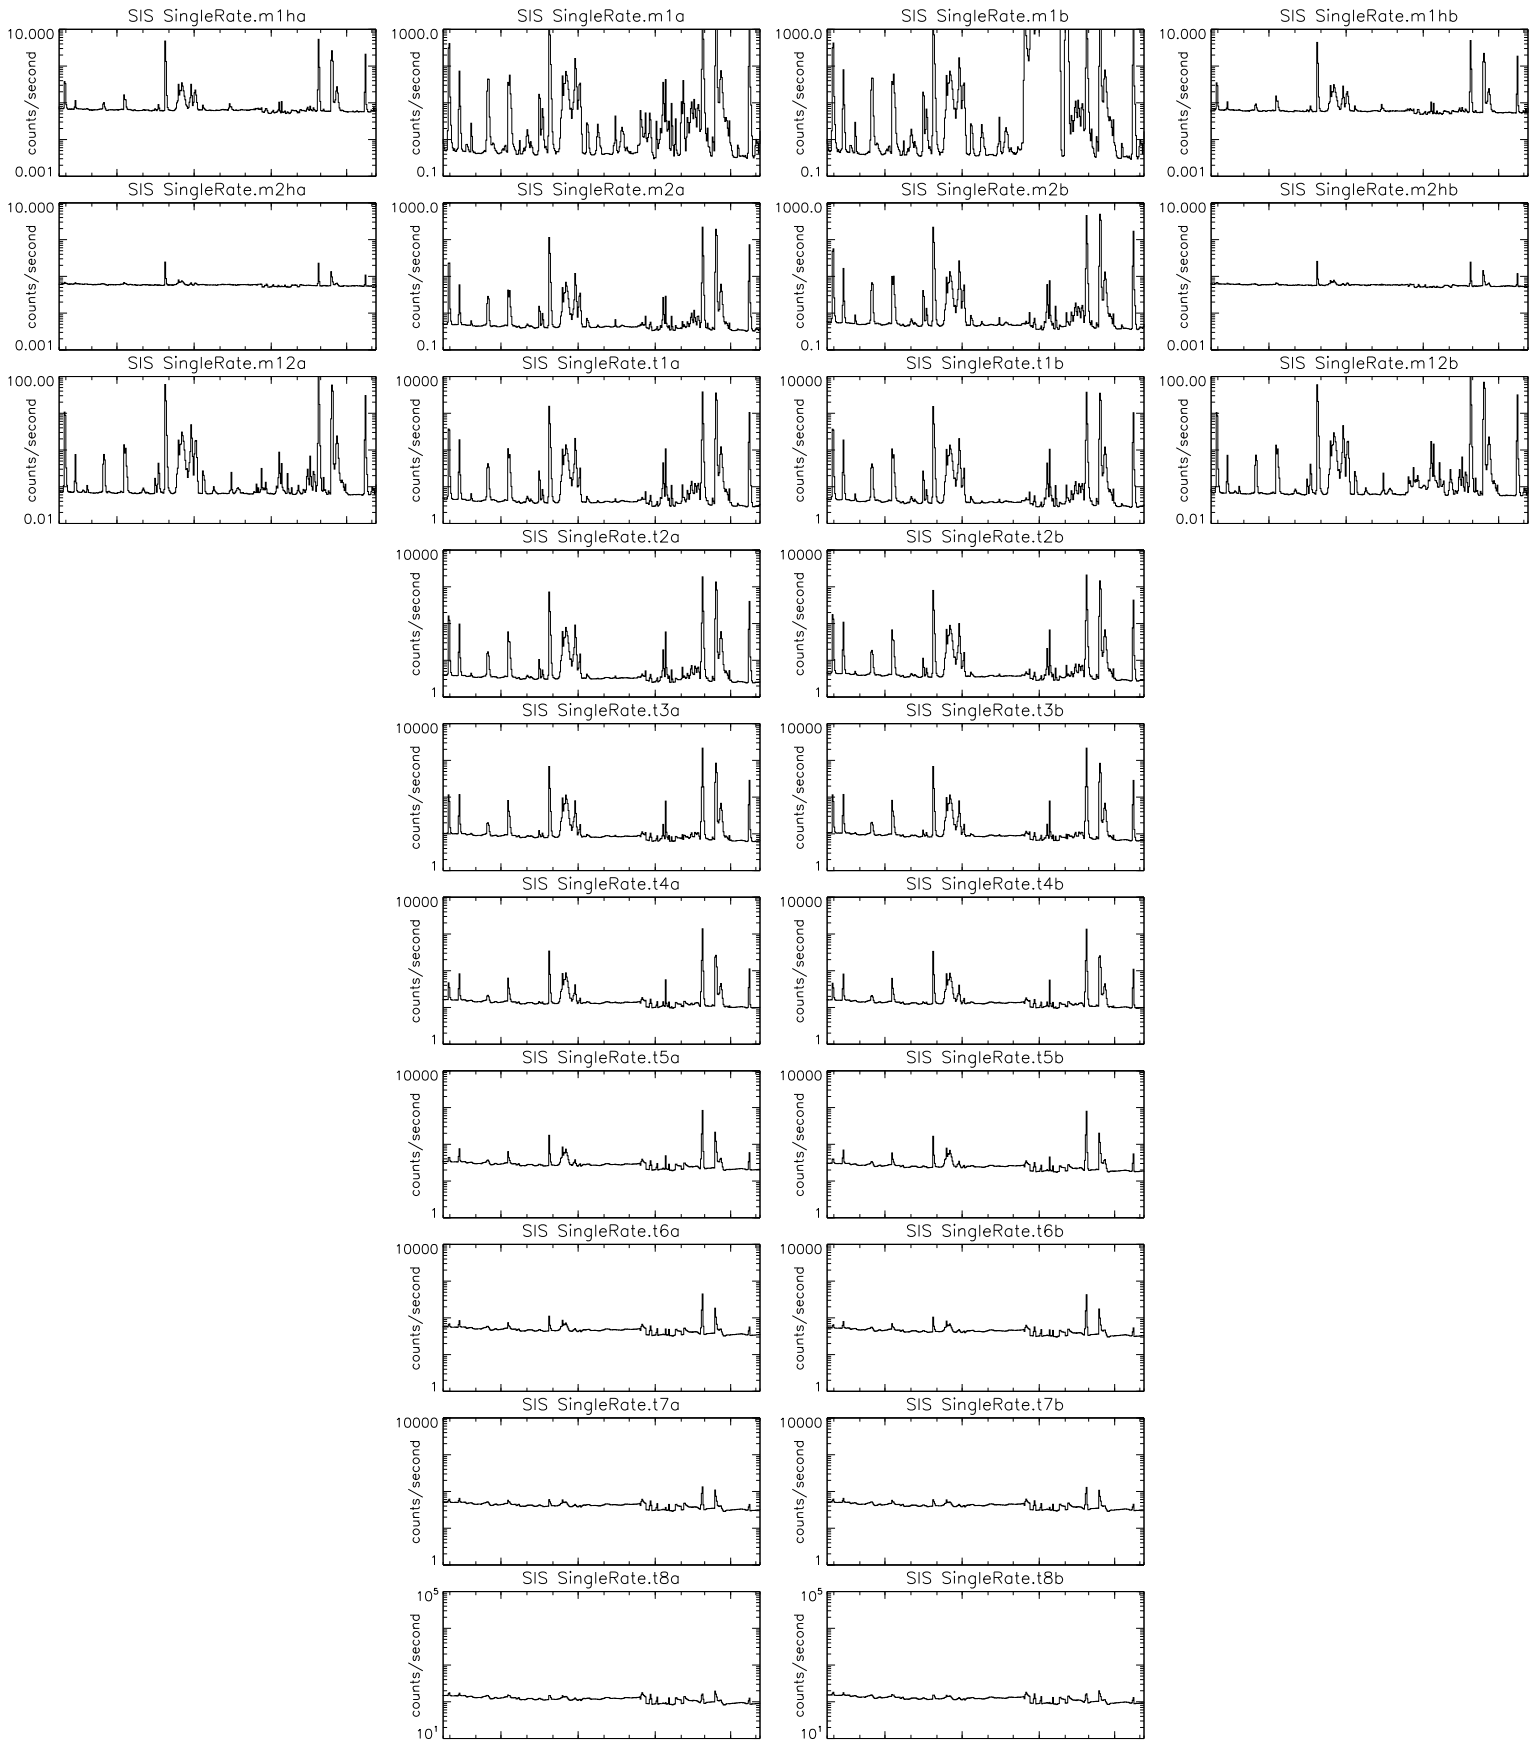 SIS SingleRate.m1ha
10.000
counts/second
0.001
SIS SingleRate.m1a
1000.0
counts/second
0.1
SIS SingleRate.m1b
1000.0
counts/second
0.1
SIS SingleRate.m1hb
10.000
counts/second
0.001
SIS SingleRate.m2ha
10.000
counts/second
0.001
SIS SingleRate.m2a
1000.0
counts/second
0.1
SIS SingleRate.m2b
1000.0
counts/second
0.1
SIS SingleRate.m2hb
10.000
counts/second
0.001
SIS SingleRate.m12a
100.00
counts/second
0.01
SIS SingleRate.t1a
10000
counts/second
1
SIS SingleRate.t1b
10000
counts/second
1
SIS SingleRate.m12b
100.00
counts/second
0.01
SIS SingleRate.t2a
10000
counts/second
1
SIS SingleRate.t2b
10000
counts/second
1
SIS SingleRate.t3a
10000
counts/second
1
SIS SingleRate.t3b
10000
counts/second
1
SIS SingleRate.t4a
10000
counts/second
1
SIS SingleRate.t4b
10000
counts/second
1
SIS SingleRate.t5a
10000
counts/second
1
SIS SingleRate.t5b
10000
counts/second
1
SIS SingleRate.t6a
10000
counts/second
1
SIS SingleRate.t6b
10000
counts/second
1
SIS SingleRate.t7a
10000
counts/second
1
SIS SingleRate.t7b
10000
counts/second
1
SIS SingleRate.t8a
10⁵
counts/second
10¹
SIS SingleRate.t8b
10⁵
counts/second
10¹